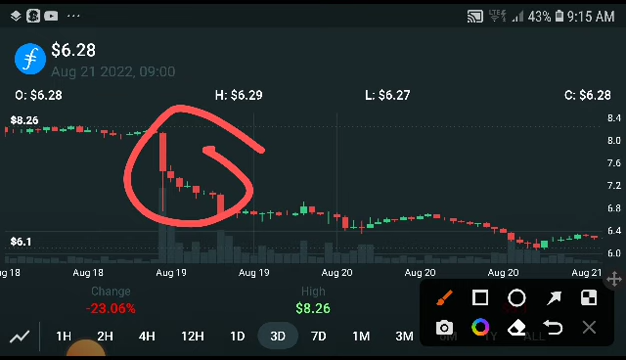 43% 9:15 AM
$6.28
Aug 21 2022, 09:00
O: $6.28 H: $6.29 L: $6.27 C: $6.28
$8.26
8.4
8.0
7.6
7.2
6.8
6.4
$6.1
6.0
ug 18 Aug 18 Aug 19 Aug 19 Aug 20 Aug 20 Aug 20 Aug 21
Change High
-23.06% $8.26
1H 2H 4H 12H 1D 3D 7D 1M 3M 1Y ALL